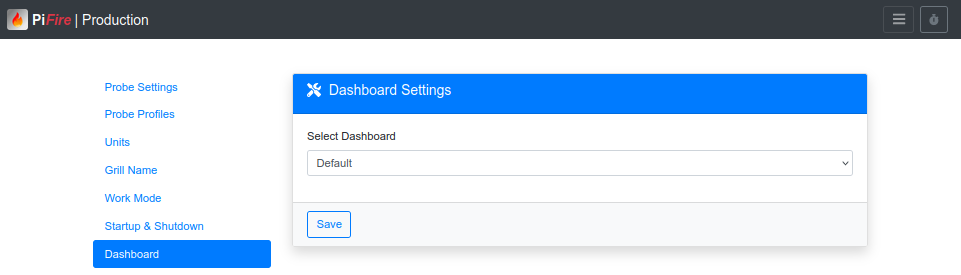 PiFire | Production
Probe Settings
Probe Profiles
Units
Grill Name
Work Mode
Startup & Shutdown
Dashboard
Dashboard Settings
Select Dashboard
Default
Save